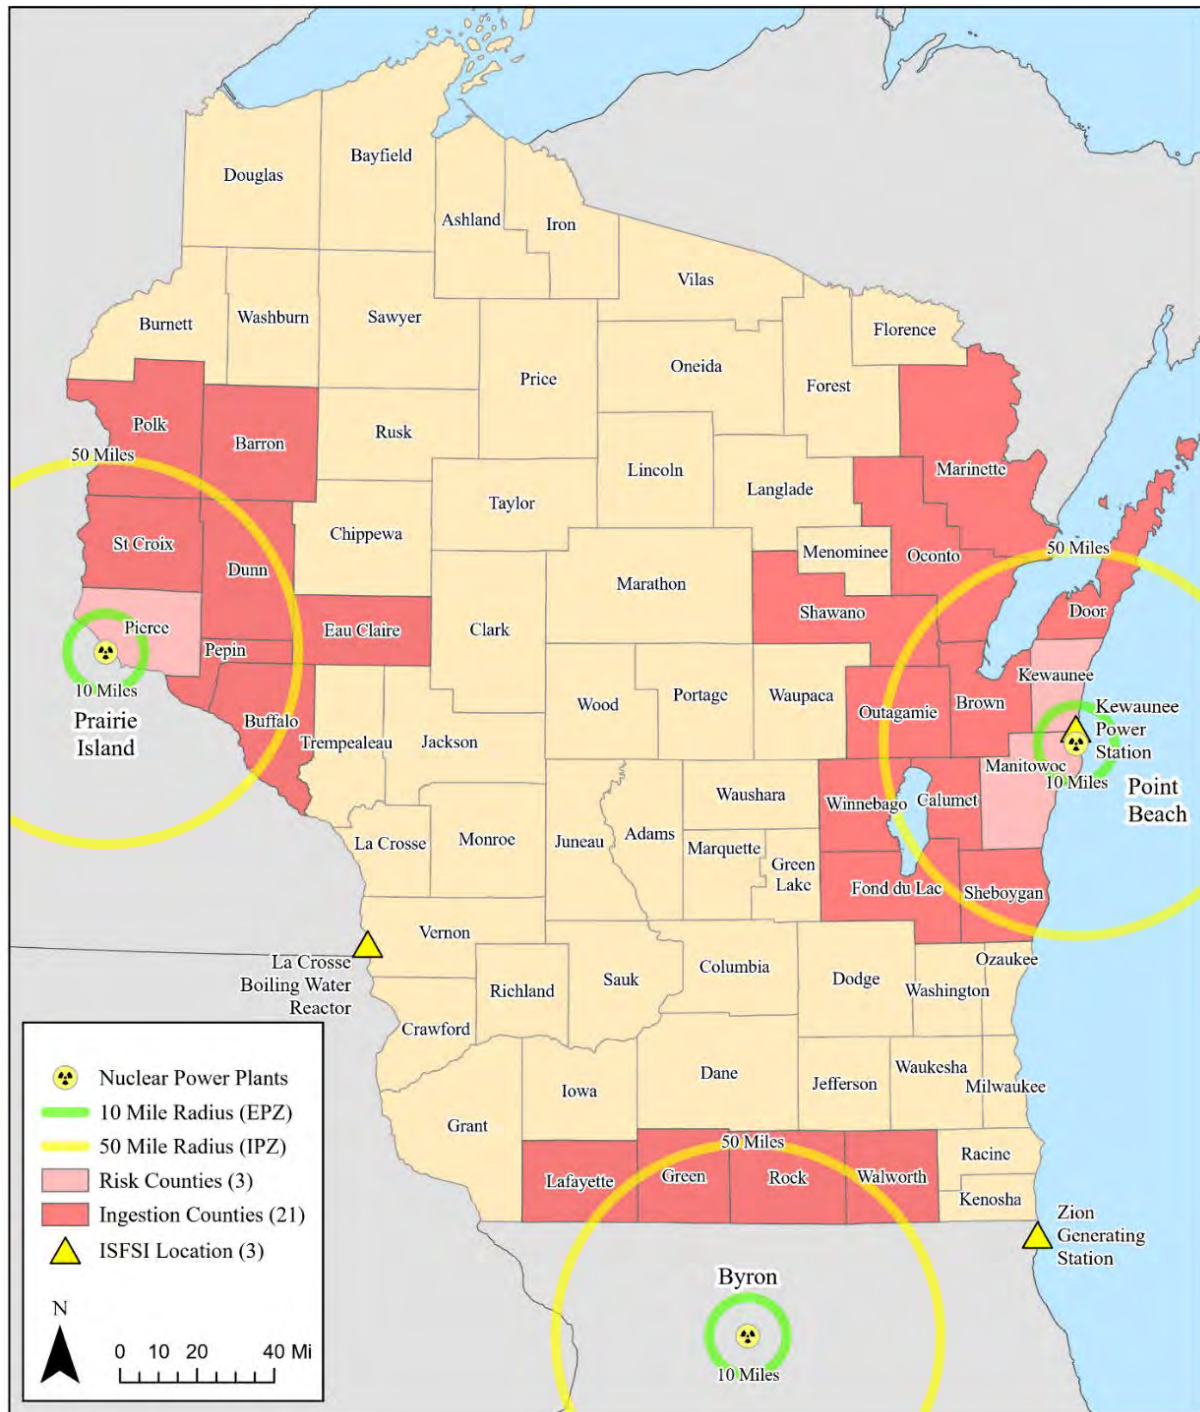 Douglas
Bayfield
Ashland
Iron
Vilas
Burnett
Washburn
Sawyer
Florence
Price
Oneida
Forest
Polk
Barron
Rusk
50 Miles
Lincoln
Langlade
Marinette
Taylor
St Croix
Dunn
Chippewa
Menominee
Oconto
50 Miles
Marathon
Shawano
Door
Pierce
Pepin
Eau Claire
Clark
Kewaunee
10 Miles
Prairie
Island
Buffalo
Wood
Portage
Waupaca
Outagamie
Brown
Kewaunee
Power
Station
Trempealeau
Jackson
Manitowoc
10 Miles
Point
Beach
Waushara
Winnebago
Calumet
La Crosse
Monroe
Juneau
Adams
Marquette
Green
Lake
Fond du Lac
Sheboygan
Vernon
La Crosse
Boiling Water
Reactor
Richland
Sauk
Columbia
Dodge
Washington
Ozaukee
Crawford
Iowa
Dane
Jefferson
Waukesha
Milwaukee
Grant
50 Miles
Lafayette
Green
Rock
Walworth
Racine
Kenosha
Zion
Generating
Station
Byron
10 Miles
Nuclear Power Plants
10 Mile Radius (EPZ)
50 Mile Radius (IPZ)
Risk Counties (3)
Ingestion Counties (21)
ISFSI Location (3)
N
0 10 20 40 Mi